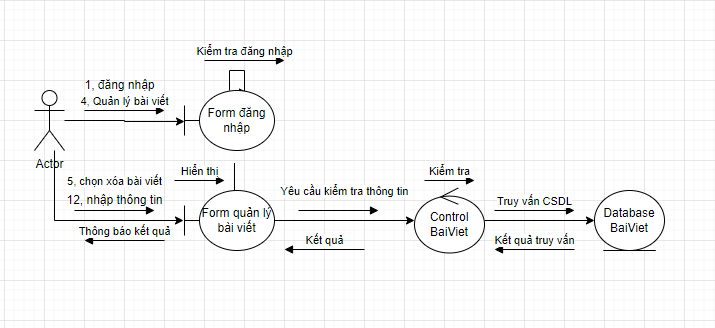 Kiểm tra đăng nhập
1, đăng nhập
4, Quản lý bài viết
Form đăng
nhập
Actor
5, chọn xóa bài viết
12, nhập thông tin
Thông báo kết quả
Hiển thị
Form quản lý
bài viết
Yêu cầu kiểm tra thông tin
Kết quả
Kiểm tra
Control
BaiViet
Truy vấn CSDL
Kết quả truy vấn
Database
BaiViet